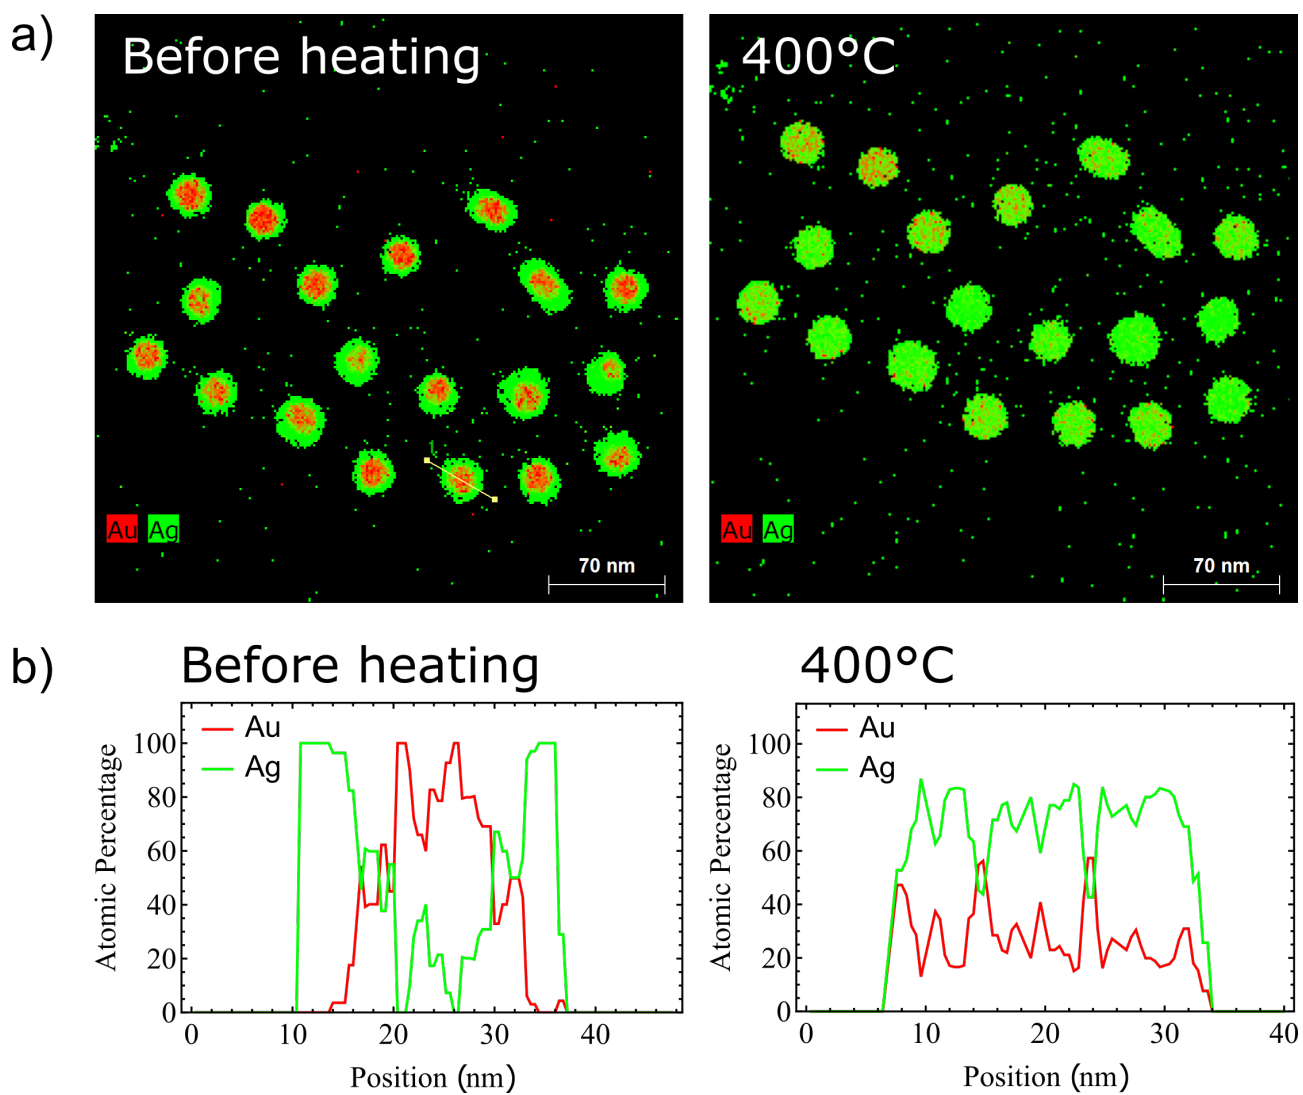 a)
Before heating
400°C
Au Ag
70 nm
Au Ag
70 nm
b)
Before heating
400°C
Au
Ag
Atomic Percentage
100
80
60
40
20
0
0 10 20 30 40
Position (nm)
Au
Ag
Atomic Percentage
100
80
60
40
20
0
0 10 20 30 40
Position (nm)